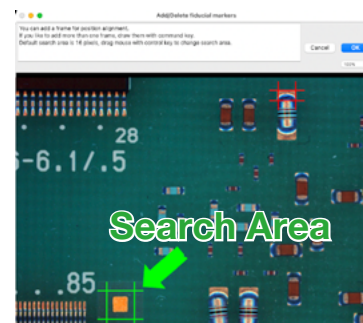 Add/Delete fiducial markers
You can add a frame for position alignment.
If you like to add more than one frame, draw them with command key.
Default search area is 16 pixels, drag mouse with control key to change search area.
Cancel
OK
28
-6.1/.5
Search Area
.85